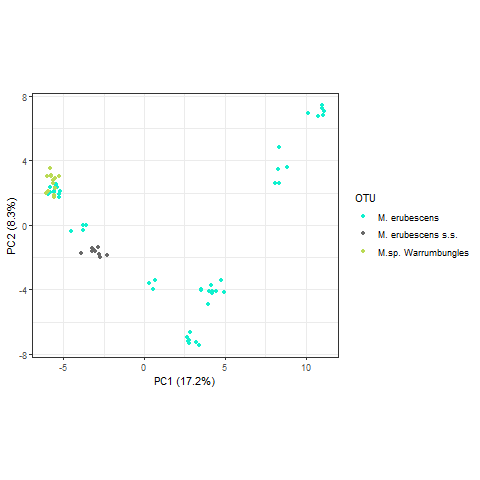 8
4
0
-4
-8
PC2 (8.3%)
-5
0
5
10
PC1 (17.2%)
OTU
M. erubescens
M. erubescens s.s.
M.sp. Warrumbungles